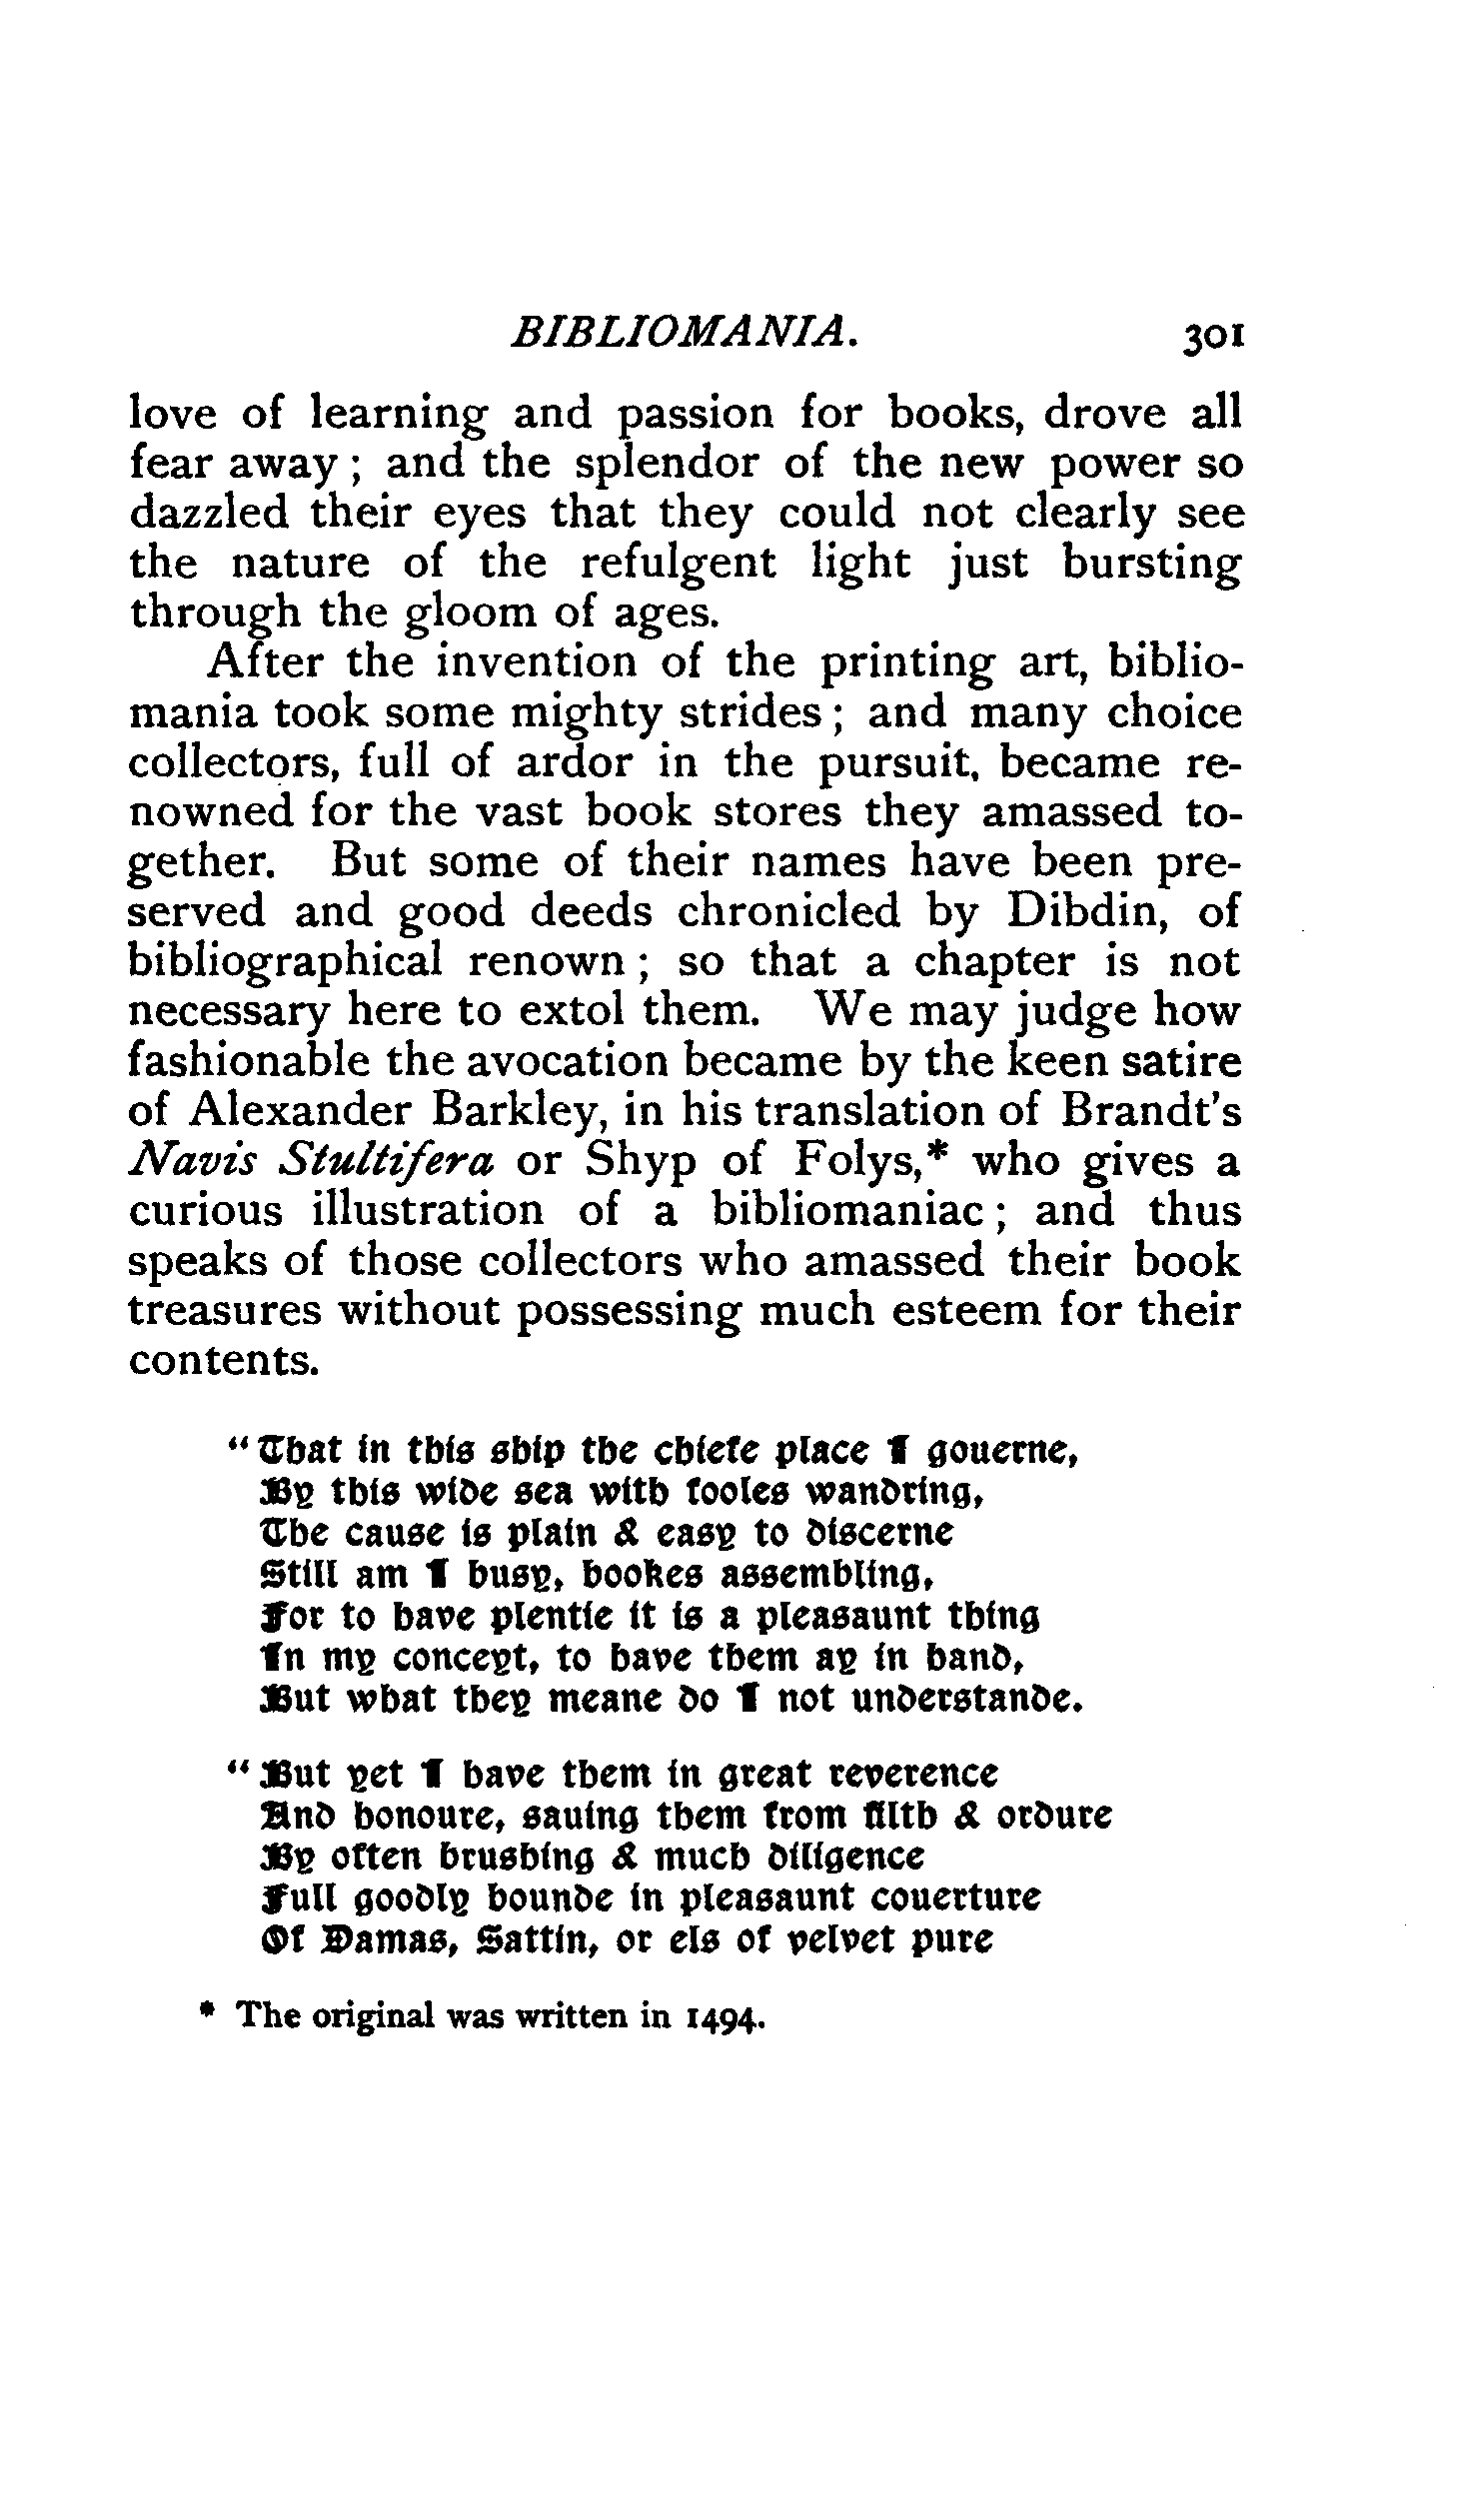 BIBLIOMANIA. 301
love of learning and passion for books, drove all
fear away ; and the splendor of the new power so
dazzled their eyes that they could not clearly see
the nature of the refulgent light just bursting
through the gloom of ages.
After the invention of the printing art, biblio-
mania took some mighty strides ; and many choice
collectors, full of ardor in the pursuit, became re-
nowned for the vast book stores they amassed to-
gether. But some of their names have been pre-
served and good deeds chronicled by Dibdin, of
bibliographical renown ; so that a chapter is not
necessary here to extol them. We may judge how
fashionable the avocation became by the keen satire
of Alexander Barkley, in his translation of Brandt's
Navis Stultifera or Shyp of Folys,* who gives a
curious illustration of a bibliomaniac ; and thus
speaks of those collectors who amassed their book
treasures without possessing much esteem for their
contents.
"That in this ship the chiefe place I gouerne,
By this wide sea with fooles wandring,
The cause is plain & easy to discerne
Still am I busy, bookes assembling,
For to have plentie it is a pleasaunt thing
In my conceyt, to have them ay in hand,
But what they meane do I not understande.
"But yet I have them in great reverence
And honoure, sauing them from filth & ordure
By often brushing & much diligence
Full goodly bounde in pleasaunt couerture
Of Damas, Sattin, or els of velvet pure
* The original was written in 1494.